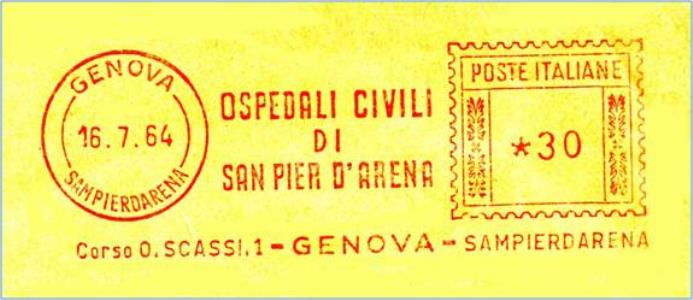 GENOVA
16.7.64
SAMPIERDARENA
OSPEDALI CIVILI
DI
SAN PIER D'ARENA
POSTE ITALIANE
*30
Corso O. SCASSI.1 - GENOVA - SAMPIERDARENA